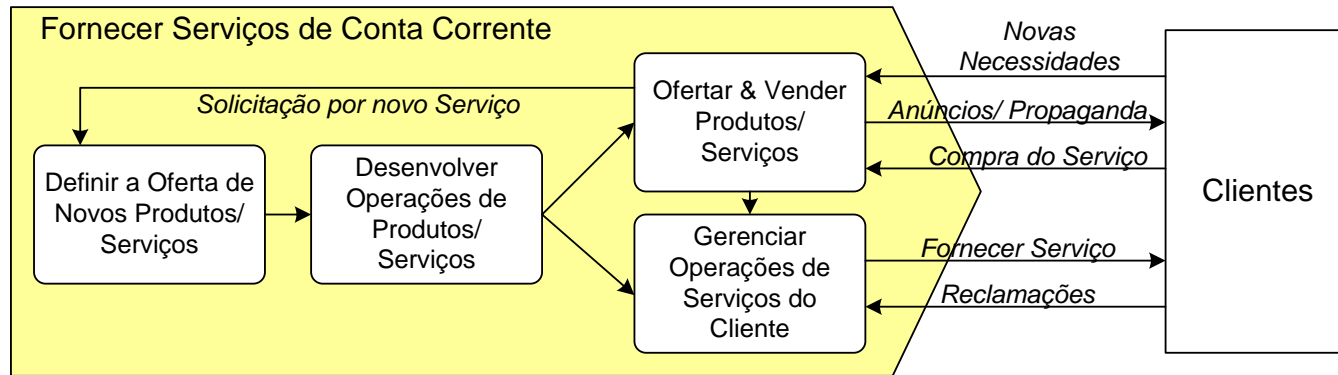 Fornecer Serviços de Conta Corrente
Solicitação por novo Serviço
Definir a Oferta de
Novos Produtos/
Serviços
Desenvolver
Operações de
Produtos/
Serviços
Ofertar & Vender
Produtos/
Serviços
Gerenciar
Operações de
Serviços do
Cliente
Novas
Necessidades
Anúncios/ Propaganda
Compra do Serviço
Fornecer Serviço
Reclamações
Clientes